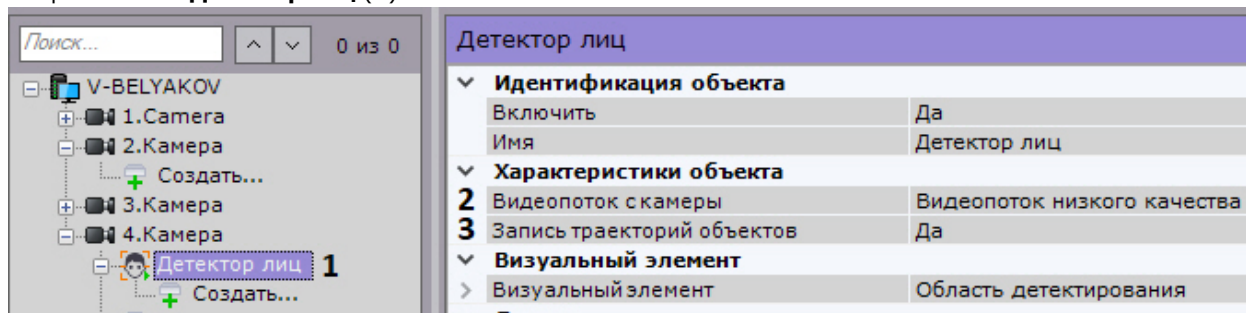 Поиск...
0 из 0
V-BELYAKOV
1.Camera
2.Камера
Создать...
3.Камера
4.Камера
Детектор лиц 1
Создать...
Детектор лиц
Идентификация объекта
Включить Да
Имя Детектор лиц
Характеристики объекта
2 Видеопоток с камеры Видеопоток низкого качества
3 Запись траекторий объектов Да
Визуальный элемент
Визуальный элемент Область детектирования